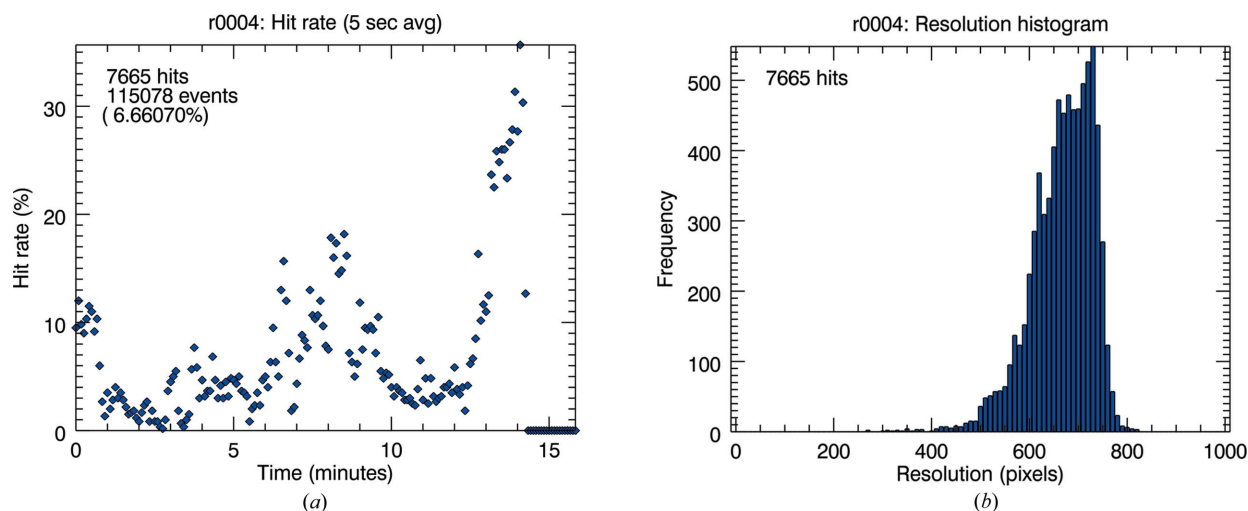 r0004: Hit rate (5 sec avg)
7665 hits
115078 events
( 6.66070%)
30
20
10
0
Hit rate (%)
0 5 10 15
Time (minutes)
(a)
r0004: Resolution histogram
7665 hits
500
400
300
200
100
0
Frequency
0 200 400 600 800 1000
Resolution (pixels)
(b)